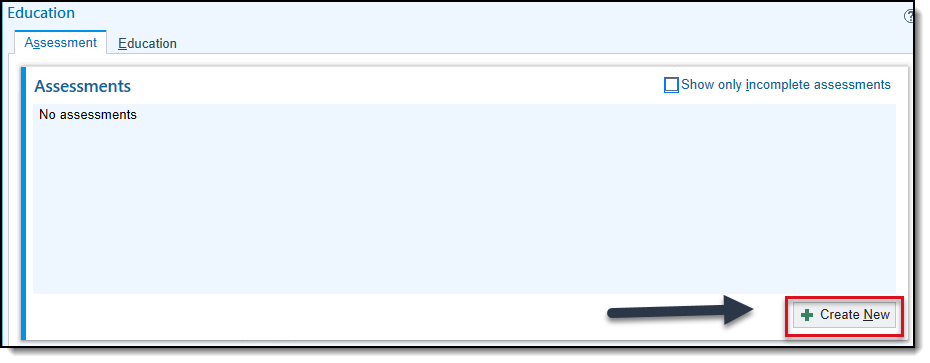 Education
Assessment Education
Assessments
Show only incomplete assessments
No assessments
Create New